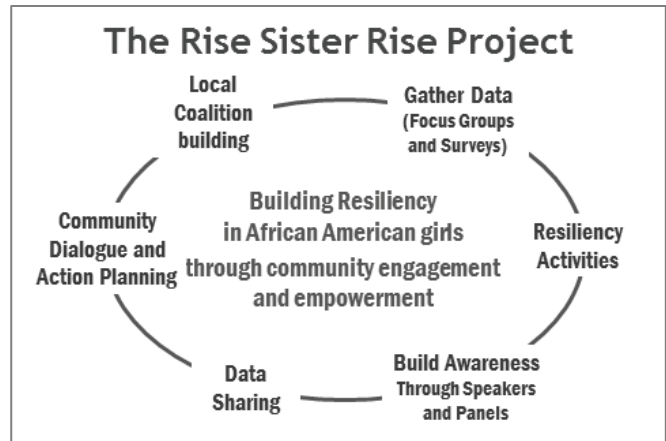 The Rise Sister Rise Project
Local
Coalition
building
Gather Data
(Focus Groups
and Surveys)
Resiliency
Activities
Build Awareness
Through Speakers
and Panels
Data
Sharing
Community
Dialogue and
Action Planning
Building Resiliency
in African American girls
through community engagement
and empowerment